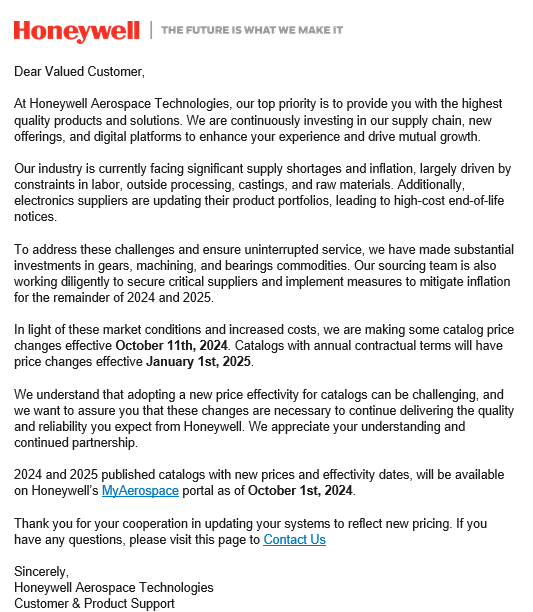 Honeywell | THE FUTURE IS WHAT WE MAKE IT
Dear Valued Customer,
At Honeywell Aerospace Technologies, our top priority is to provide you with the highest
quality products and solutions. We are continuously investing in our supply chain, new
offerings, and digital platforms to enhance your experience and drive mutual growth.
Our industry is currently facing significant supply shortages and inflation, largely driven by
constraints in labor, outside processing, castings, and raw materials. Additionally,
electronics suppliers are updating their product portfolios, leading to high-cost end-of-life
notices.
To address these challenges and ensure uninterrupted service, we have made substantial
investments in gears, machining, and bearings commodities. Our sourcing team is also
working diligently to secure critical suppliers and implement measures to mitigate inflation
for the remainder of 2024 and 2025.
In light of these market conditions and increased costs, we are making some catalog price
changes effective October 11th, 2024. Catalogs with annual contractual terms will have
price changes effective January 1st, 2025.
We understand that adopting a new price effectivity for catalogs can be challenging, and
we want to assure you that these changes are necessary to continue delivering the quality
and reliability you expect from Honeywell. We appreciate your understanding and
continued partnership.
2024 and 2025 published catalogs with new prices and effectivity dates, will be available
on Honeywell's MyAerospace portal as of October 1st, 2024.
Thank you for your cooperation in updating your systems to reflect new pricing. If you
have any questions, please visit this page to Contact Us
Sincerely,
Honeywell Aerospace Technologies
Customer & Product Support